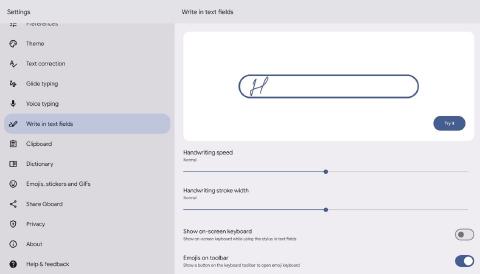 Settings
Preferences
Theme
Text correction
Glide typing
Voice typing
Write in text fields
Clipboard
Dictionary
Emojis, stickers and GIFs
Share Gboard
Privacy
About
Help & feedback
Write in text fields
H
Try it
Handwriting speed
Normal
Handwriting stroke width
Normal
Show on-screen keyboard
Show on-screen keyboard while using the stylus in text fields
Emojis on toolbar
Show a button on the keyboard toolbar to open emoji keyboard